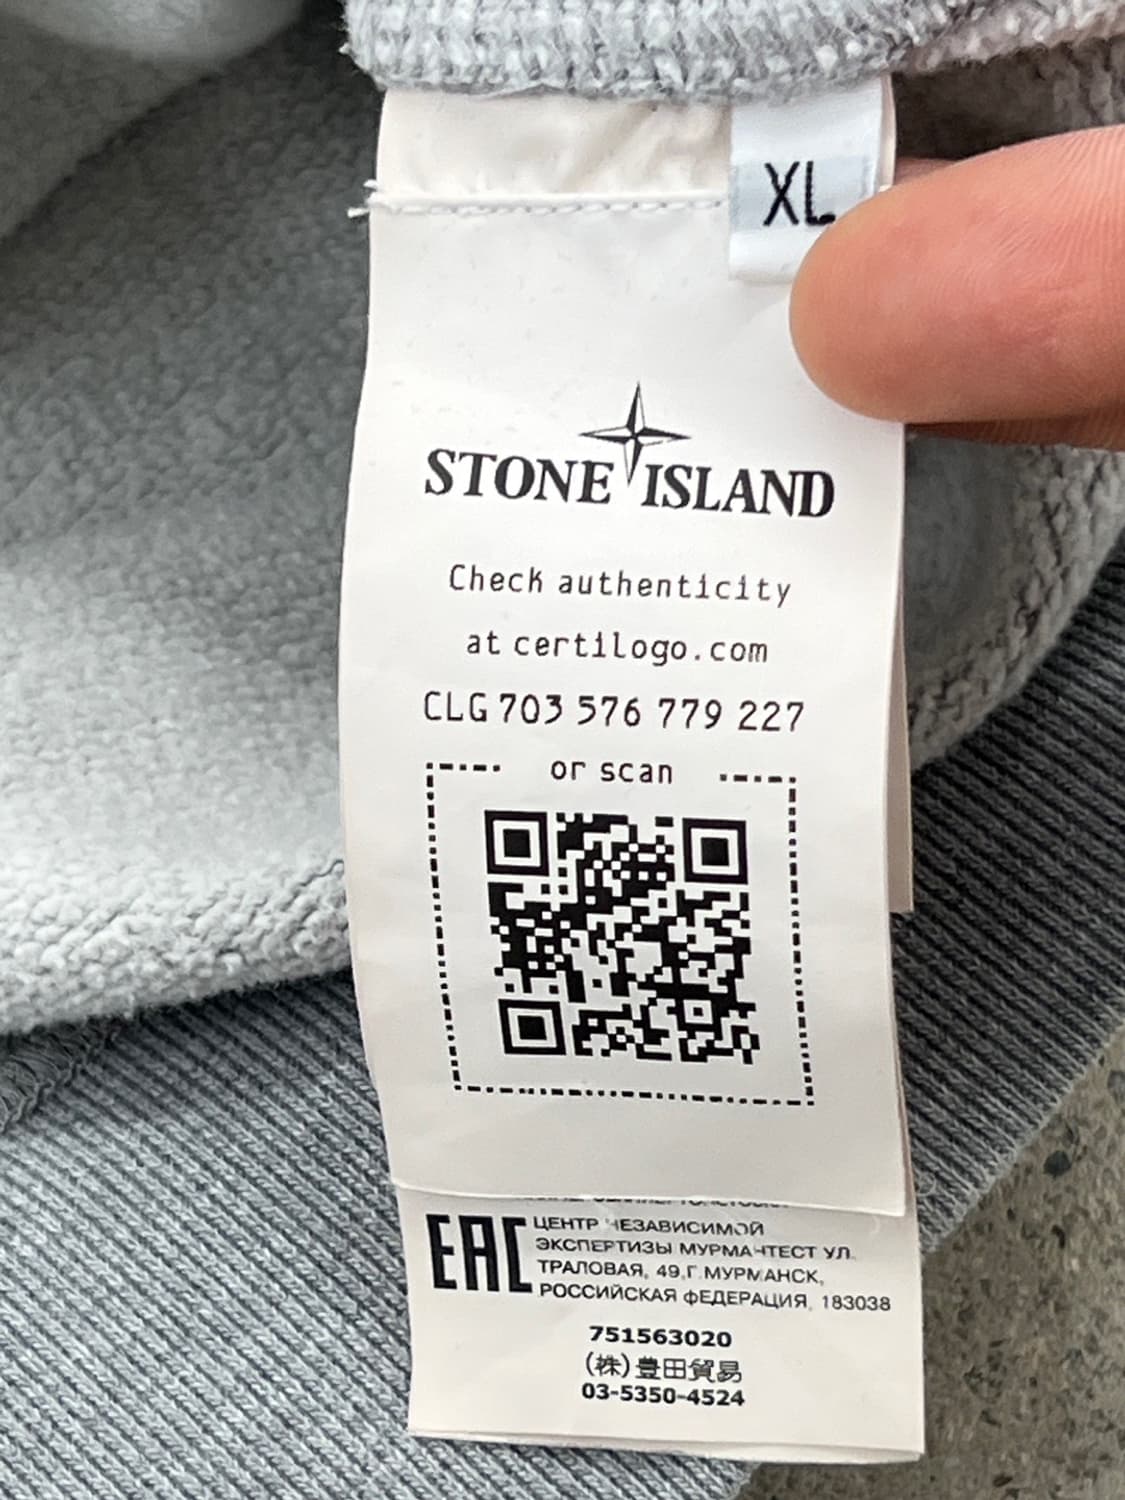 XL
STONE ISLAND
Check authenticity
at certilogo.com
CLG 703 576 779 227
or scan
EAC
ЦЕНТР НЕЗАВИСИМОЙ
ЭКСПЕРТИЗЫ МУРМАНТЕСТ УЛ.
ТРАЛОВАЯ, 49,Г.МУРМАНСК,
РОССИЙСКАЯ ФЕДЕРАЦИЯ, 183038
751563020
(株)豊田貿易
03-5350-4524